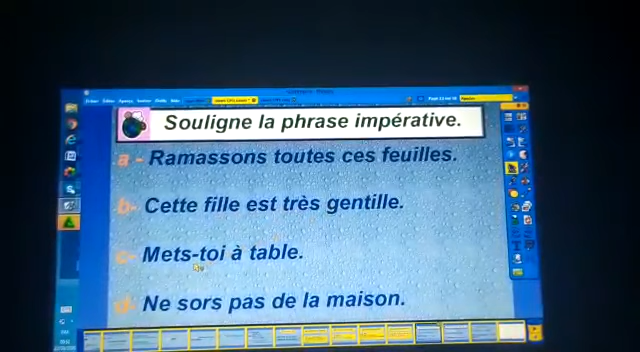 Souligne la phrase impérative.
a - Ramassons toutes ces feuilles.
b- Cette fille est très gentille.
c- Mets-toi à table.
d- Ne sors pas de la maison.